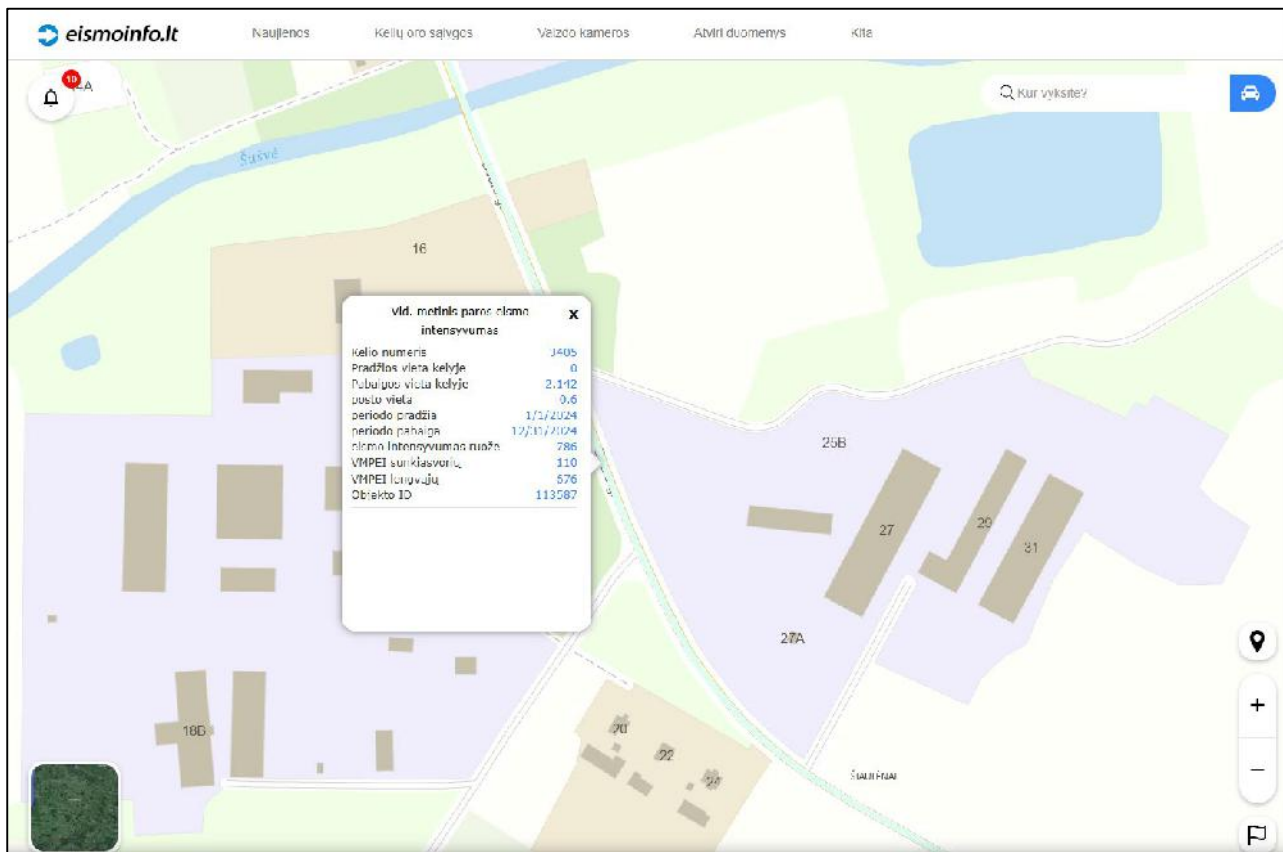 eismoinfo.lt
Naujienos
Kelių oro sąlygos
Vaizdo kameros
Atviri duomenys
Kita
10
Kur vyksite?
Šušvė
16
Vid. metinis paros eismo
intensyvumas
X
Kelio numeris 3405
Pradžios vieta kelyje 0
Pabaigos vieta kelyje 2.142
posto vieta 0.6
periodo pradžia 1/1/2024
periodo pabaiga 12/31/2024
eismo intensyvumas ruože 786
VMPEI sunkiasvorių 110
VMPEI lengvųjų 676
Objekto ID 113587
27
29
31
27A
18B
20
22
24
ŠIAULĖNAI